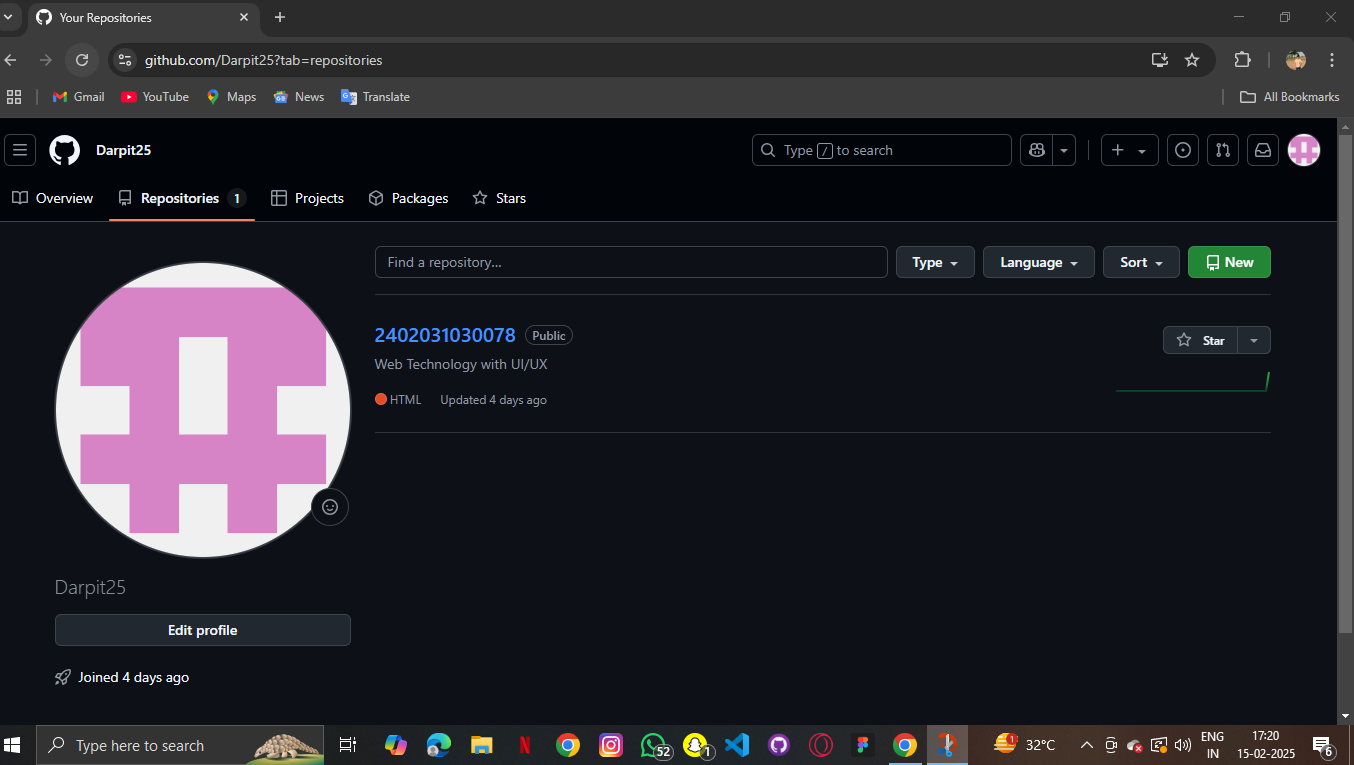 Your Repositories
github.com/Darpit25?tab=repositories
Gmail YouTube Maps News Translate All Bookmarks
Darpit25 Type / to search
Overview Repositories 1 Projects Packages Stars
Find a repository... Type Language Sort New
2402031030078 Public Star
Web Technology with UI/UX
HTML Updated 4 days ago
Darpit25
Edit profile
Joined 4 days ago
Type here to search 52 1 1 32°C ENG 17:20 6
IN 15-02-2025